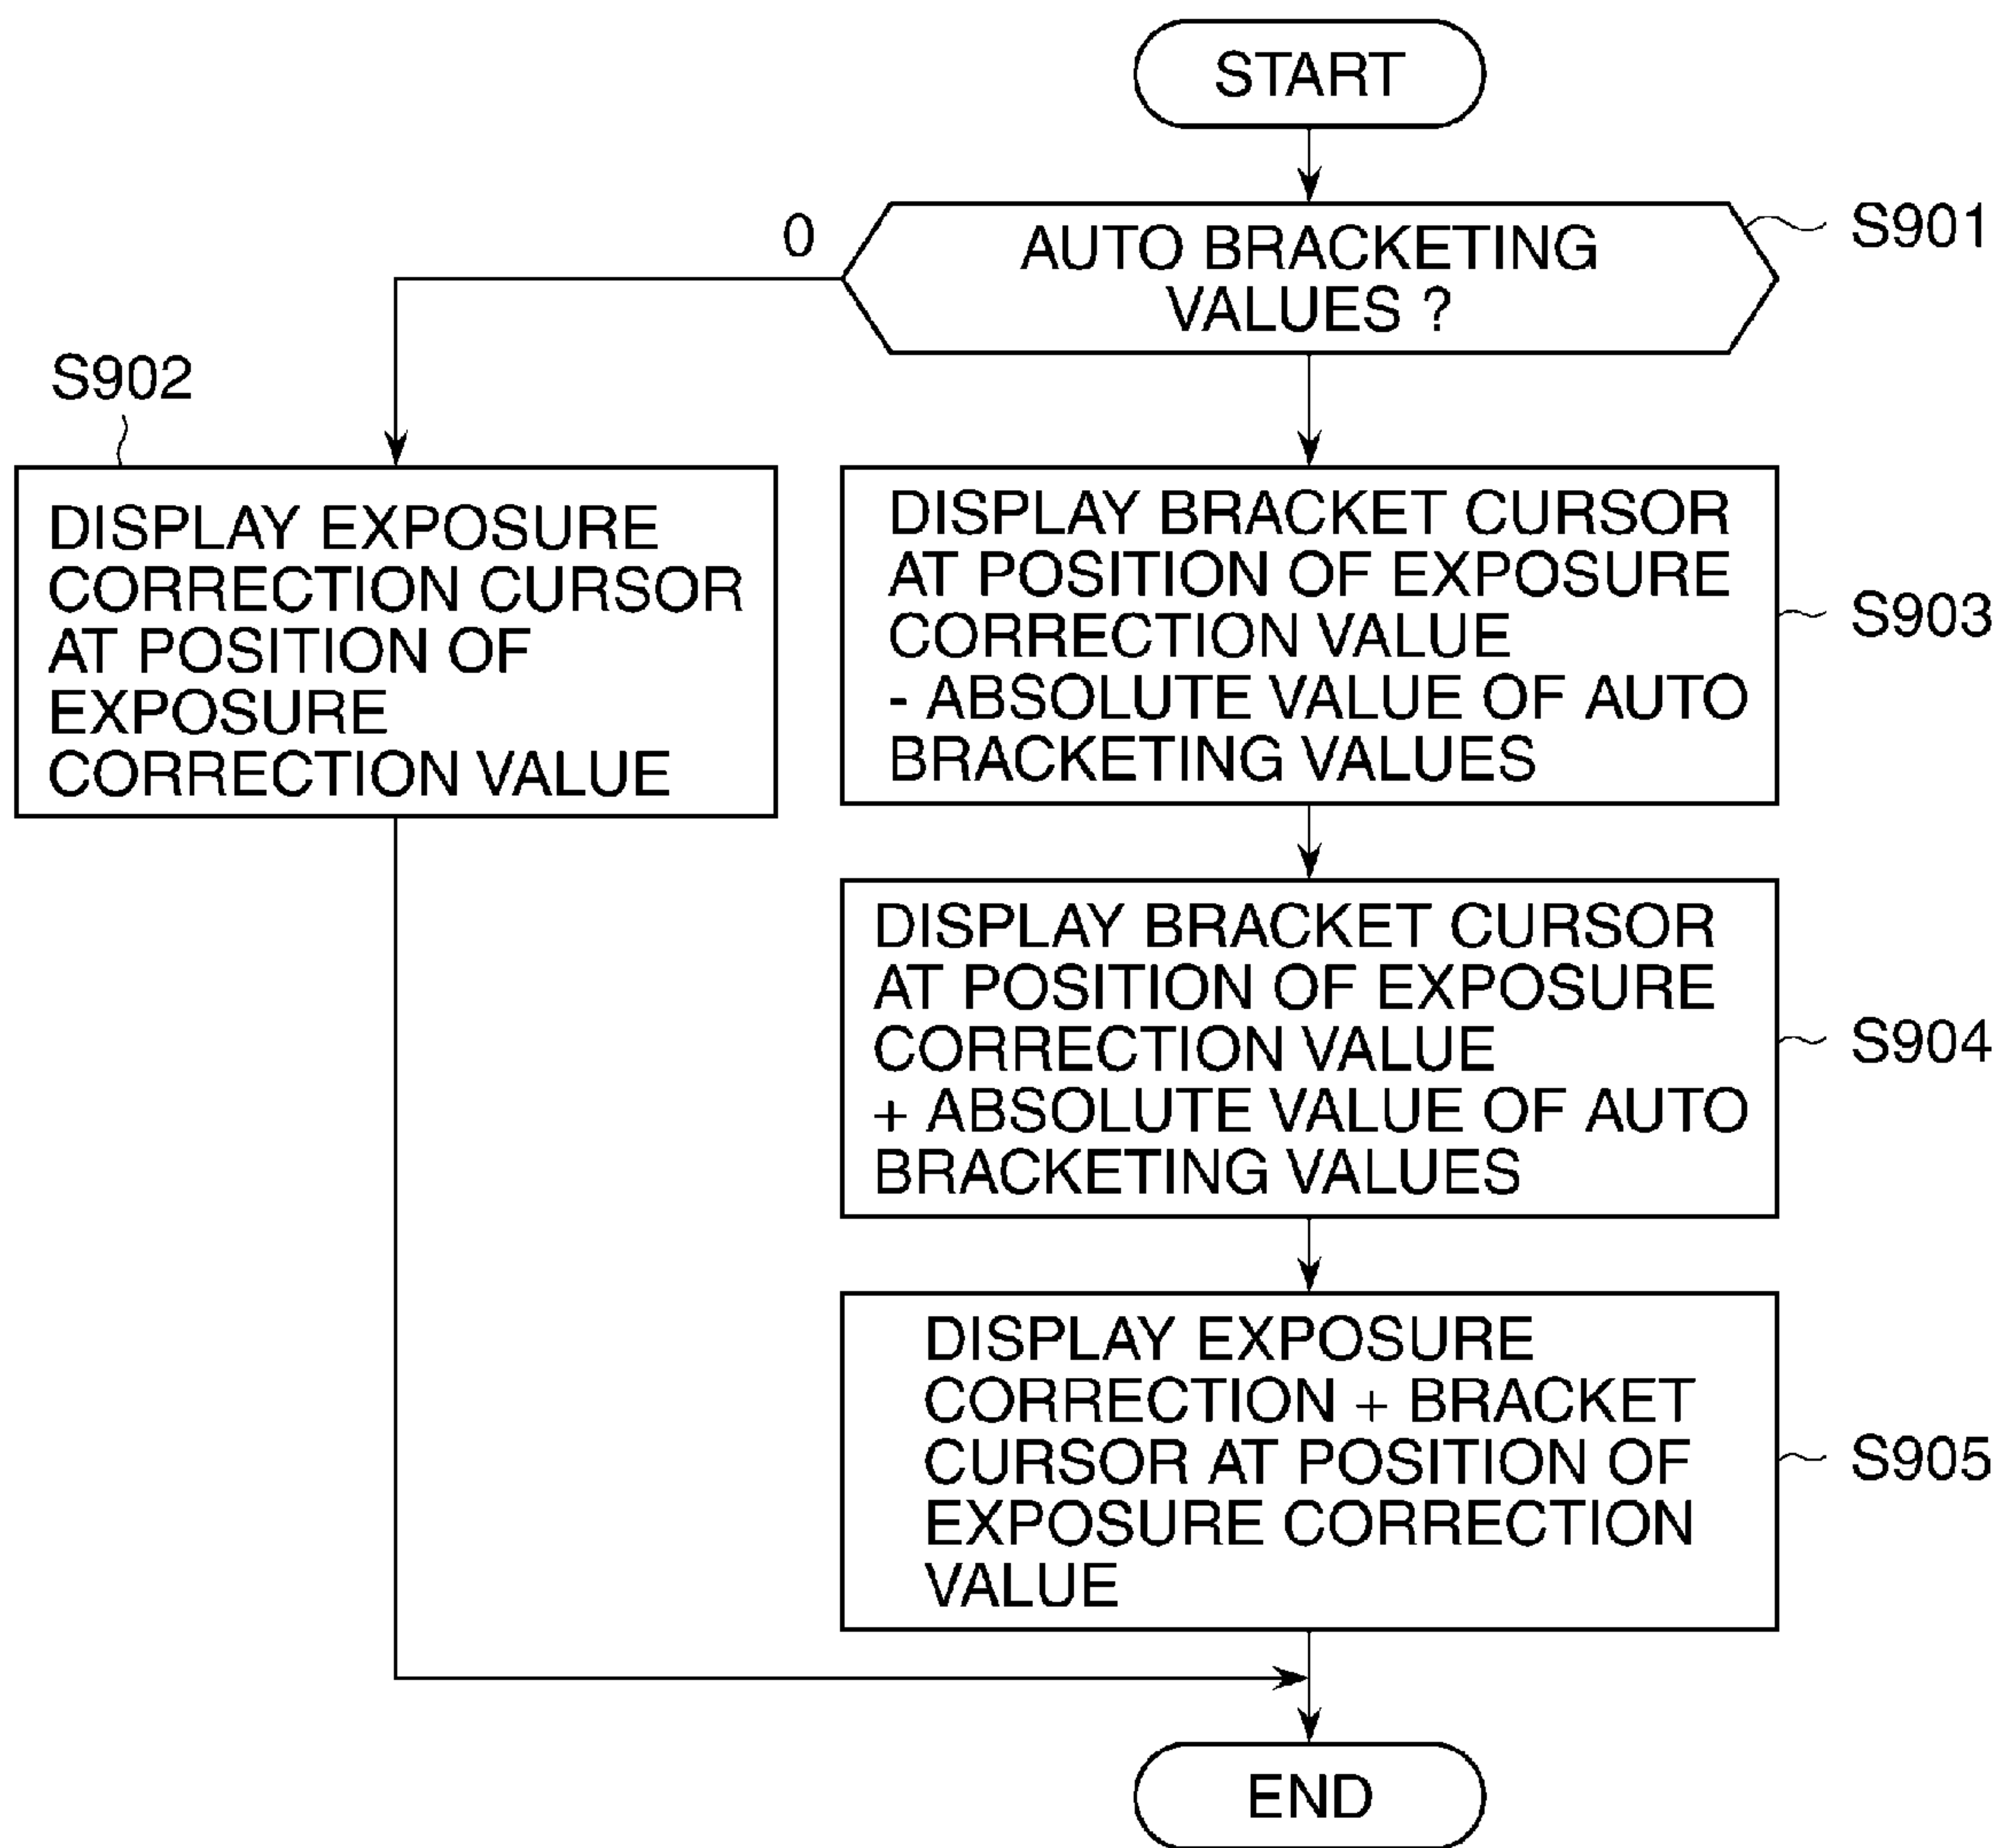 START
0
AUTO BRACKETING
VALUES ?
S901
S902
DISPLAY EXPOSURE
CORRECTION CURSOR
AT POSITION OF
EXPOSURE
CORRECTION VALUE
DISPLAY BRACKET CURSOR
AT POSITION OF EXPOSURE
CORRECTION VALUE
- ABSOLUTE VALUE OF AUTO
BRACKETING VALUES
S903
DISPLAY BRACKET CURSOR
AT POSITION OF EXPOSURE
CORRECTION VALUE
+ ABSOLUTE VALUE OF AUTO
BRACKETING VALUES
S904
DISPLAY EXPOSURE
CORRECTION + BRACKET
CURSOR AT POSITION OF
EXPOSURE CORRECTION
VALUE
S905
END